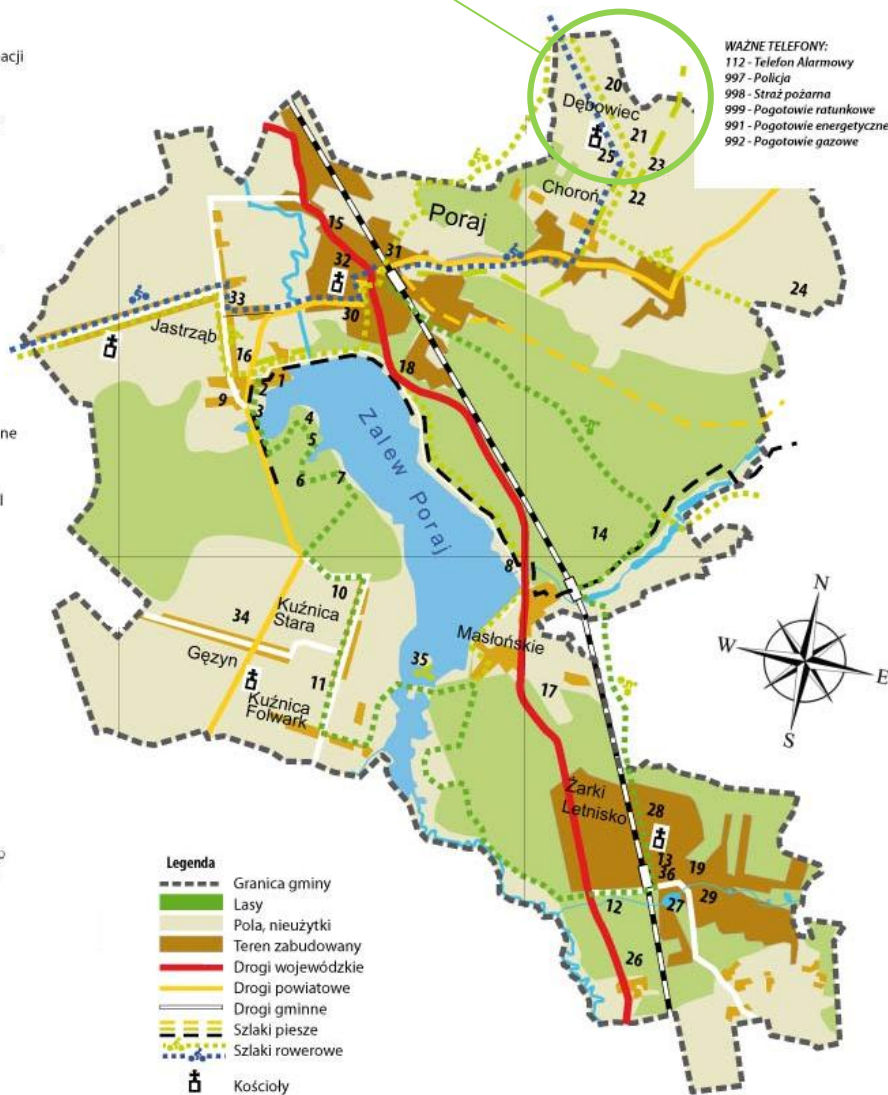 acji
ne
WAŻNE TELEFONY:
112 - Telefon Alarmowy
997 - Policja
998 - Straż pożarna
999 - Pogotowie ratunkowe
991 - Pogotowie energetyczne
992 - Pogotowie gazowe
20
Dębowiec
21
25
23
Choroń
22
Poraj
15
31
32
24
33
30
Jastrząb
16
18
1
2
9
3
4
5
6
7
Zalew Poraj
14
8
10
Kuźnica
Stara
34
Gęzyn
Masłońskie
35
11
17
Kuźnica
Folwark
N
W
E
S
Żarki
Letnisko
28
13
19
36
12
27
29
26
Legenda
Granica gminy
Lasy
Pola, nieużytki
Teren zabudowany
Drogi wojewódzkie
Drogi powiatowe
Drogi gminne
Szlaki piesze
Szlaki rowerowe
Kościoły